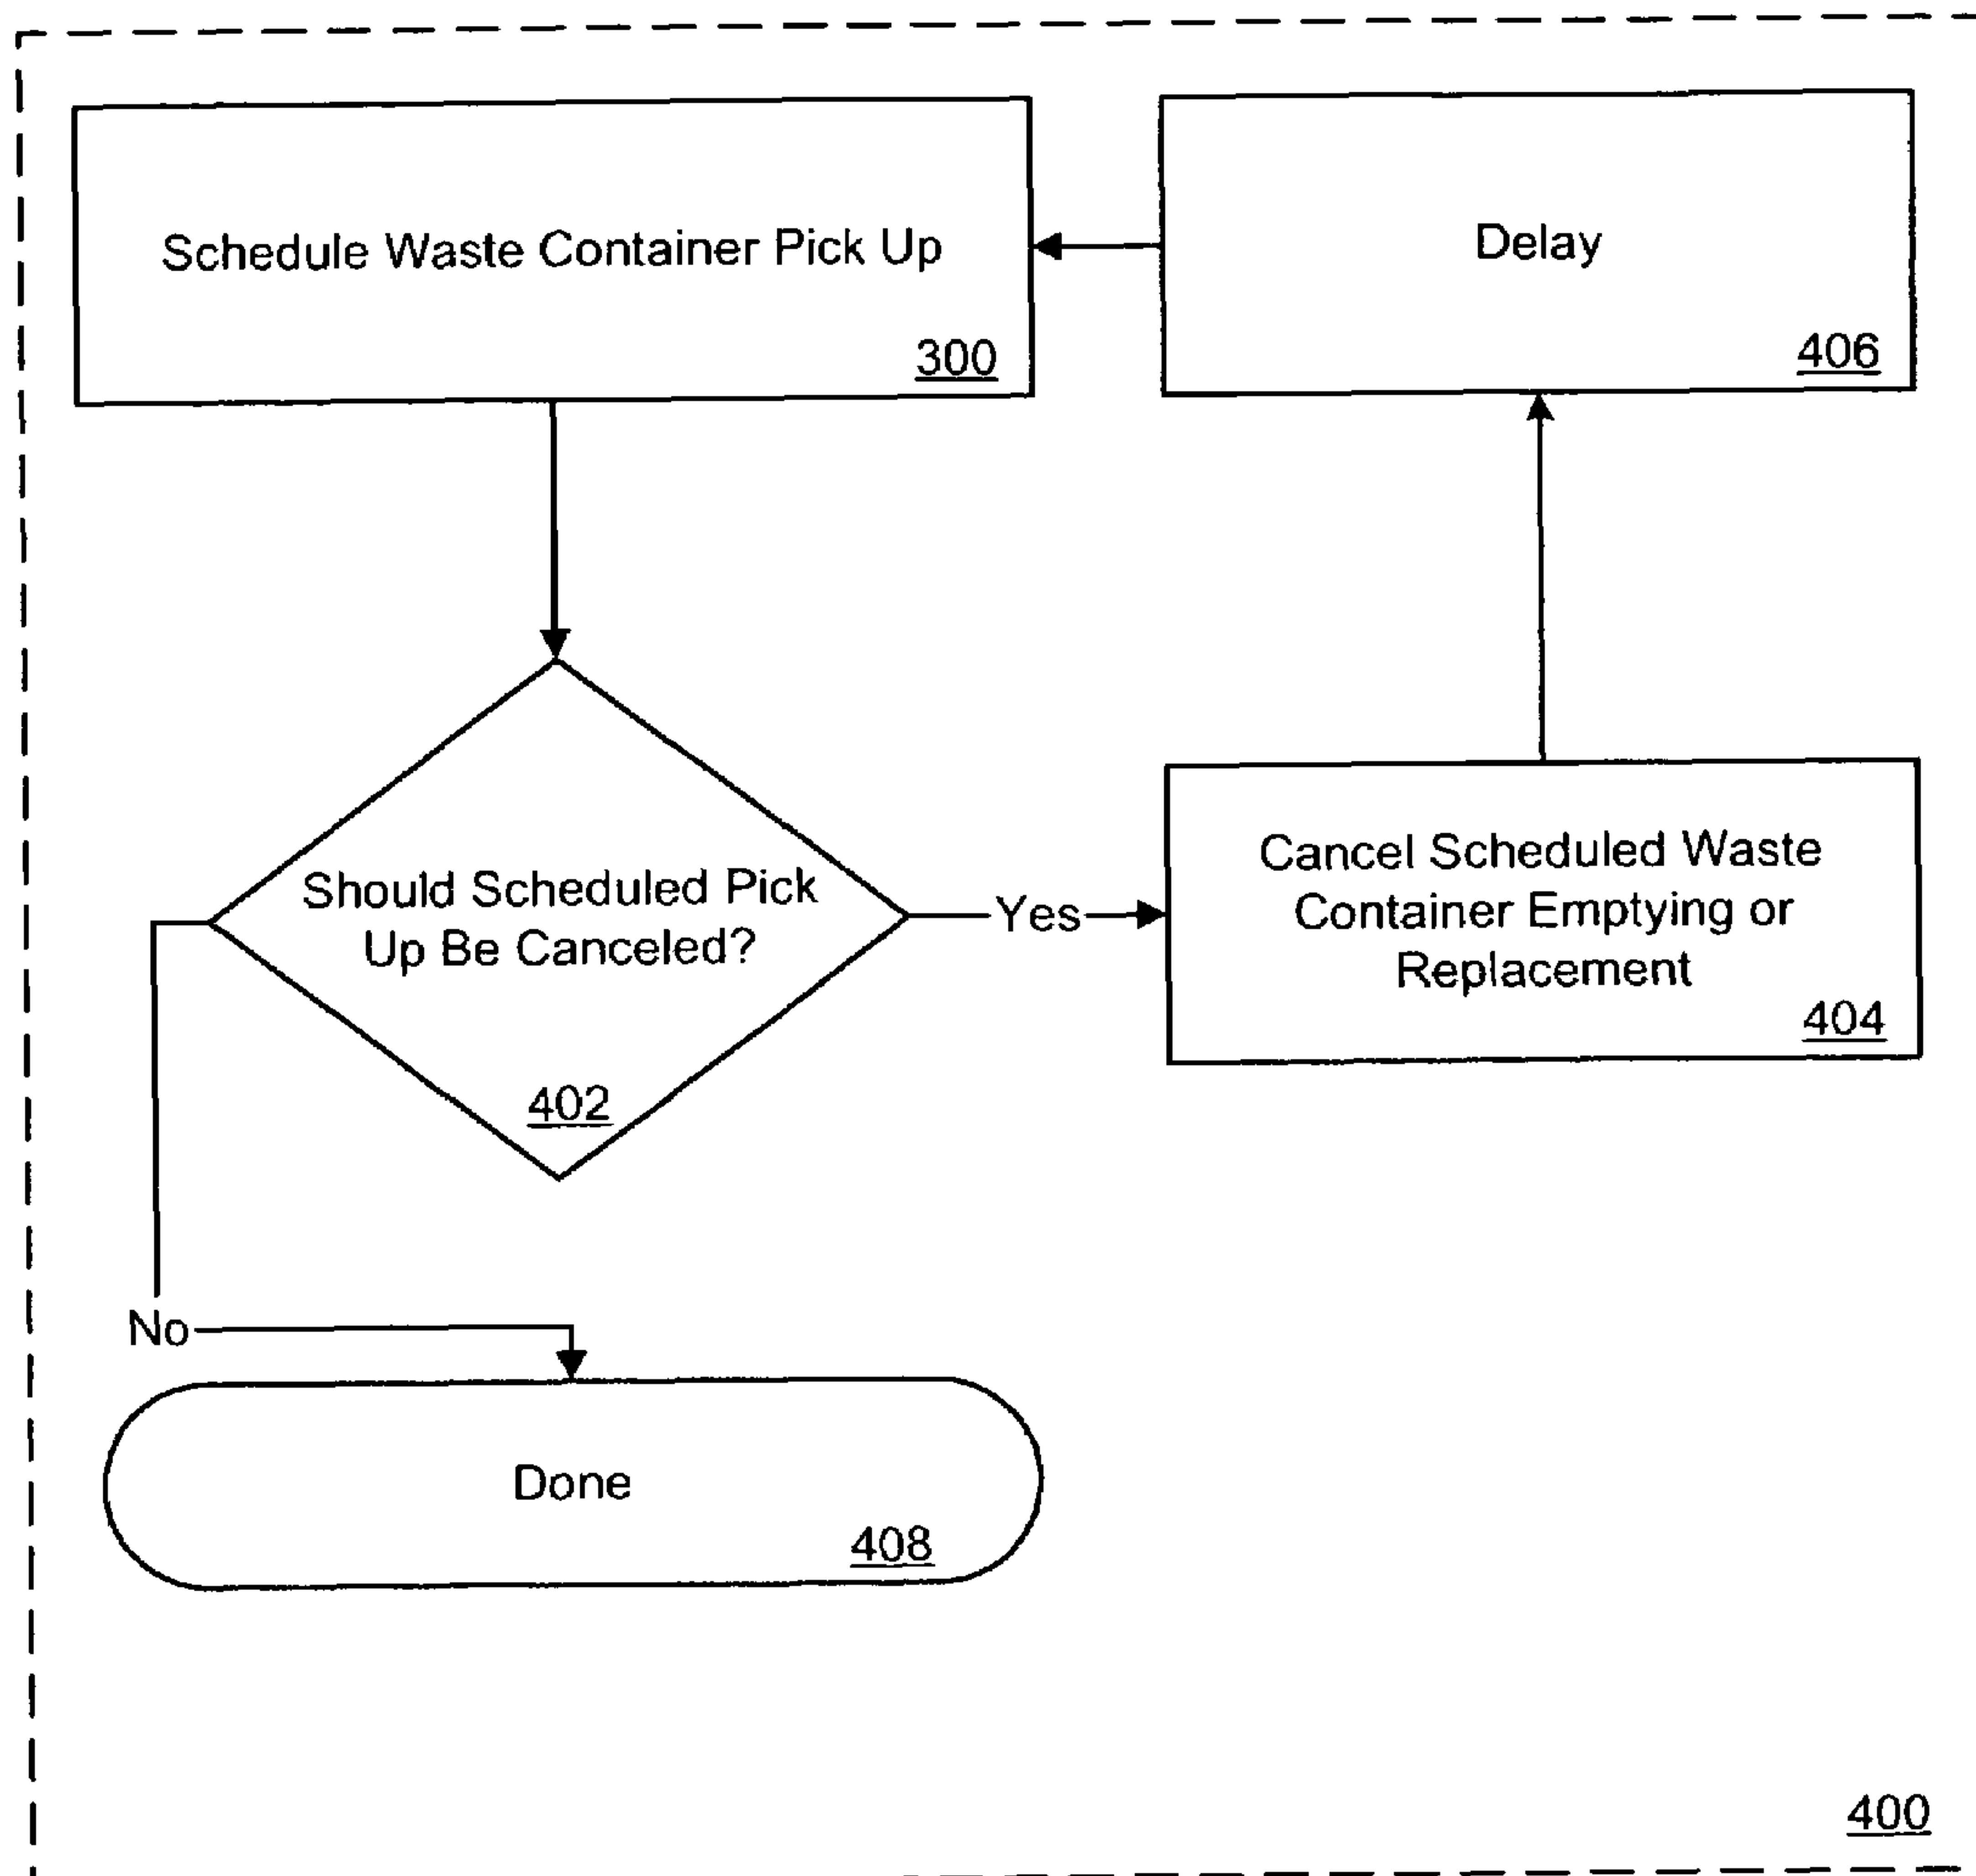 Schedule Waste Container Pick Up
300
Delay
406
Should Scheduled Pick
Up Be Canceled?
402
Yes
Cancel Scheduled Waste
Container Emptying or
Replacement
404
No
Done
408
400